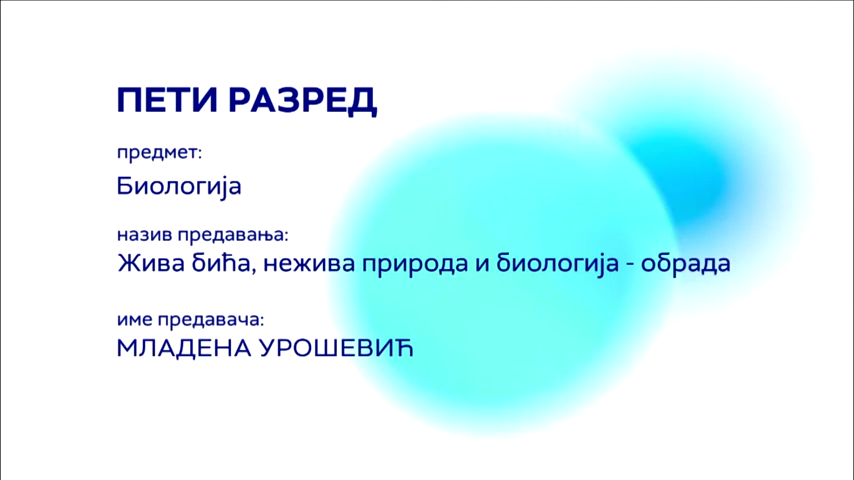 ПЕТИ РАЗРЕД
предмет:
Биологија
назив предавања:
Жива бића, нежива природа и биологија - обрада
име предавача:
МЛАДЕНА УРОШЕВИЋ